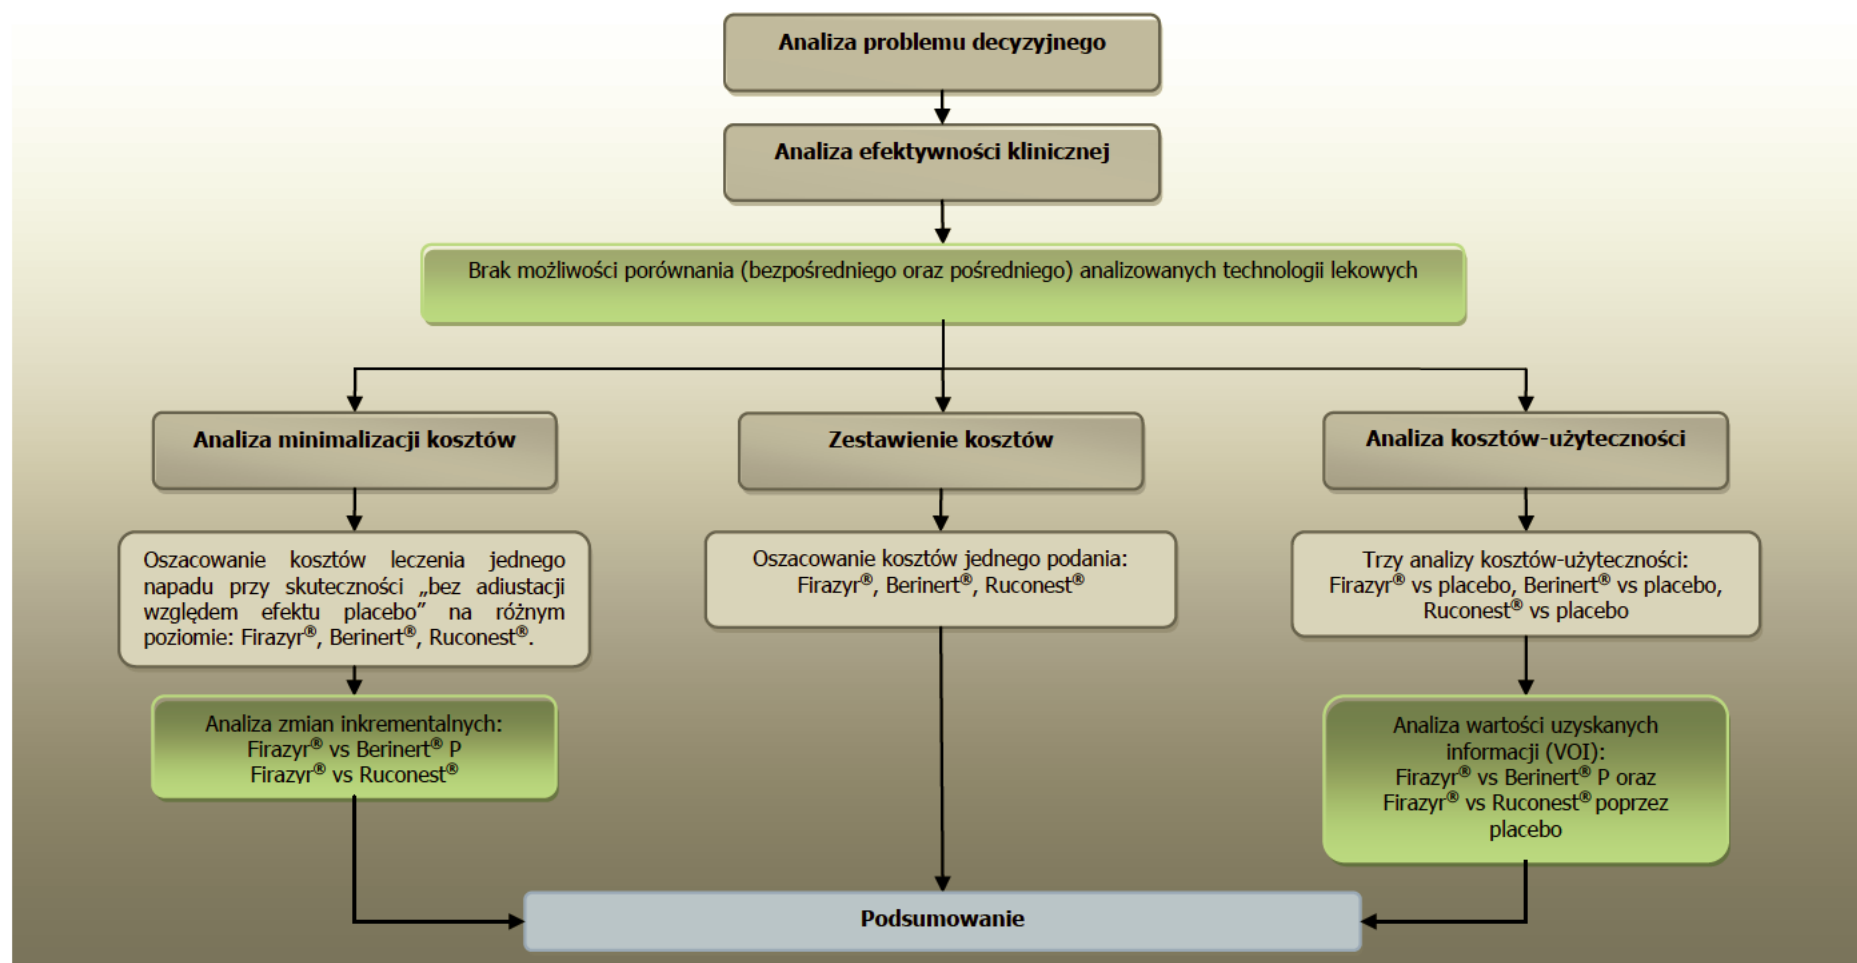 Analiza problemu decyzyjnego
Analiza efektywności klinicznej
Brak możliwości porównania (bezpośredniego oraz pośredniego) analizowanych technologii lekowych
Analiza minimalizacji kosztów
Oszacowanie kosztów leczenia jednego
napadu przy skuteczności „bez adiustacji
względem efektu placebo” na różnym
poziomie: Firazyr®, Berinert®, Ruconest®.
Analiza zmian inkrementalnych:
Firazyr® vs Berinert® P
Firazyr® vs Ruconest®
Zestawienie kosztów
Oszacowanie kosztów jednego podania:
Firazyr®, Berinert®, Ruconest®
Analiza kosztów-użyteczności
Trzy analizy kosztów-użyteczności:
Firazyr® vs placebo, Berinert® vs placebo,
Ruconest® vs placebo
Analiza wartości uzyskanych
informacji (VOI):
Firazyr® vs Berinert® P oraz
Firazyr® vs Ruconest® poprzez
placebo
Podsumowanie